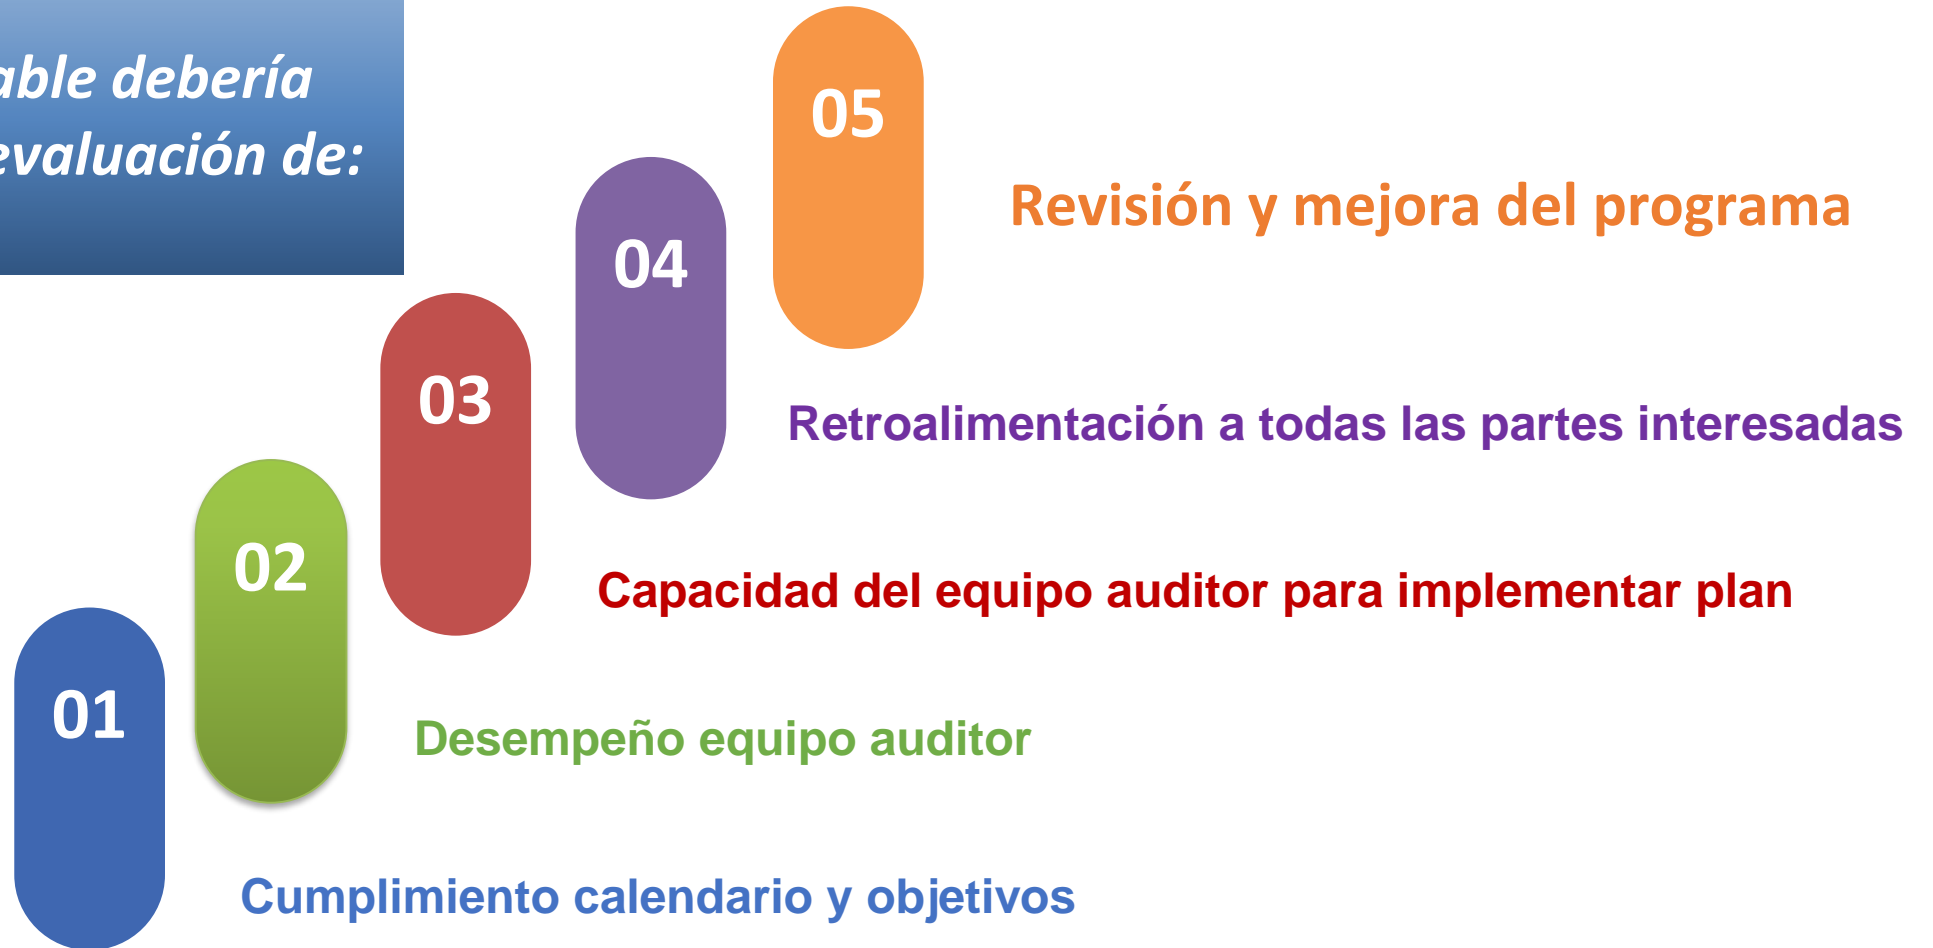 debería
evaluación de:
05
Revisión y mejora del programa
04
03
Retroalimentación a todas las partes interesadas
02
Capacidad del equipo auditor para implementar plan
01
Desempeño equipo auditor
Cumplimiento calendario y objetivos